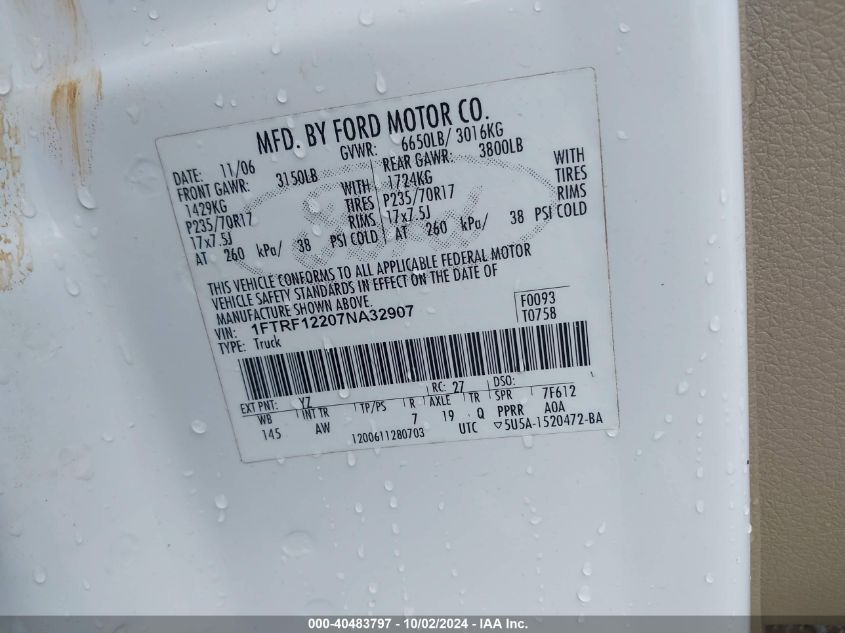 MFD. BY FORD MOTOR CO.
DATE: 11/06 GVWR: 6650LB/ 3016KG
FRONT GAWR: 3150LB REAR GAWR: 3800LB
1429KG WITH 1724KG WITH
P235/70R17 TIRES P235/70R17 TIRES
17x7.5J RIMS 17x7.5J RIMS
AT 260 kPa/ 38 PSI COLD AT 260 kPa/ 38 PSI COLD
THIS VEHICLE CONFORMS TO ALL APPLICABLE FEDERAL MOTOR
VEHICLE SAFETY STANDARDS IN EFFECT ON THE DATE OF
MANUFACTURE SHOWN ABOVE.
VIN: 1FTRF12207NA32907 F0093
TYPE: Truck T0758
EXT PNT: YZ RC: 27 DSO:
WB INT TR TP/PS R AXLE TR SPR 7F612
145 AW 7 19 Q PPRR AOA
1200611280703 UTC ▽5U5A-1520472-BA
000-40483797 - 10/02/2024 - IAA Inc.